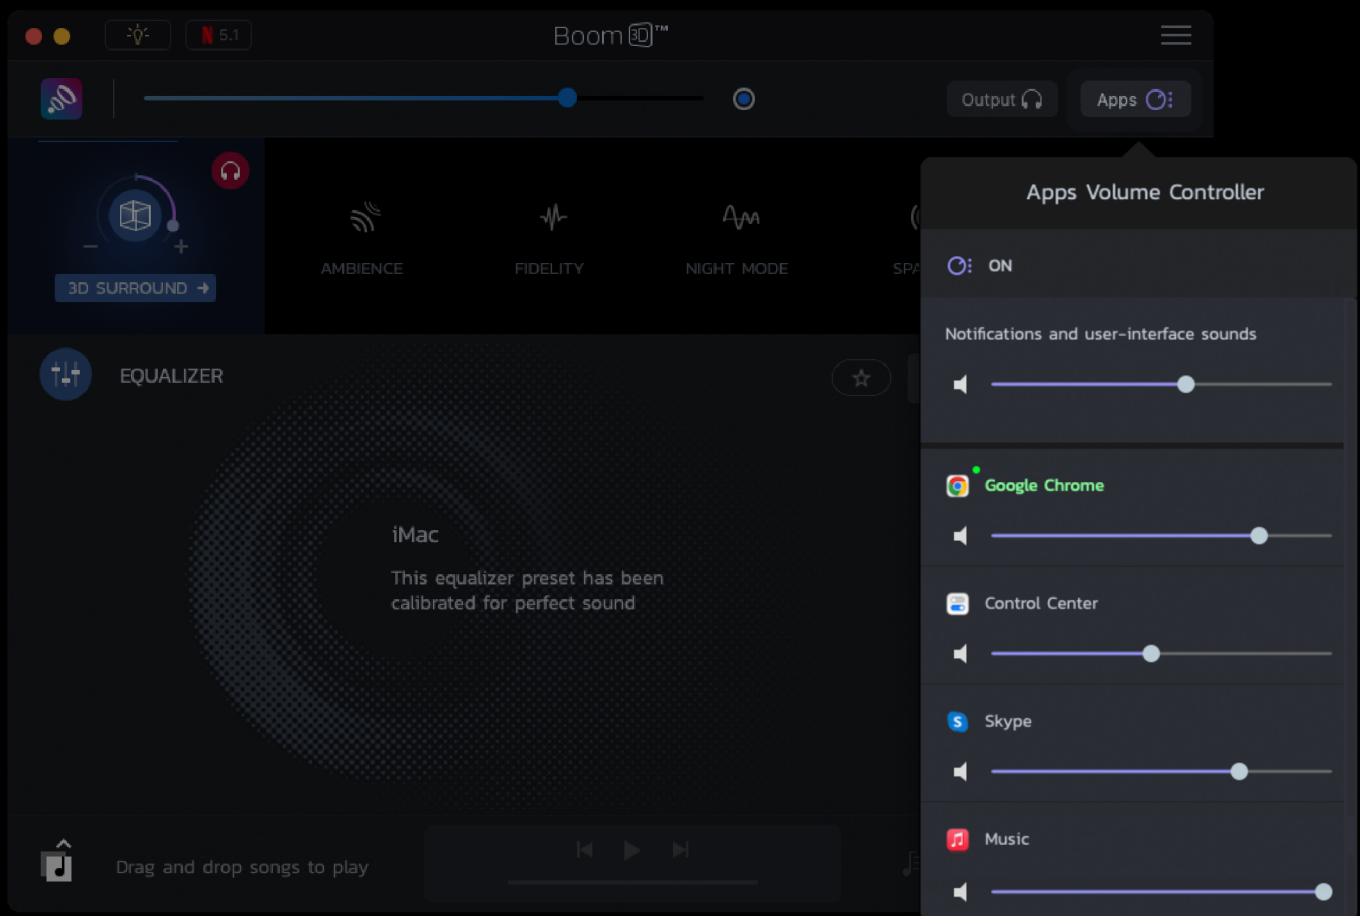 5.1
Boom 3D™
Output
Apps
Apps Volume Controller
ON
3D SURROUND
AMBIENCE
FIDELITY
NIGHT MODE
SPA
Notifications and user-interface sounds
EQUALIZER
Google Chrome
iMac
This equalizer preset has been
calibrated for perfect sound
Control Center
Skype
Music
Drag and drop songs to play